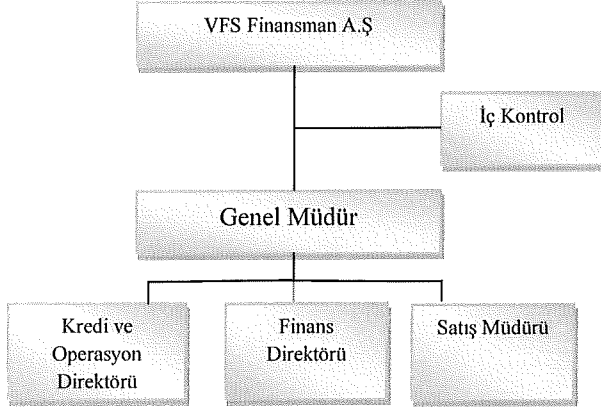 VFS Finansman A.Ş
İç Kontrol
Genel Müdür
Kredi ve
Operasyon
Direktörü
Finans
Direktörü
Satış Müdürü